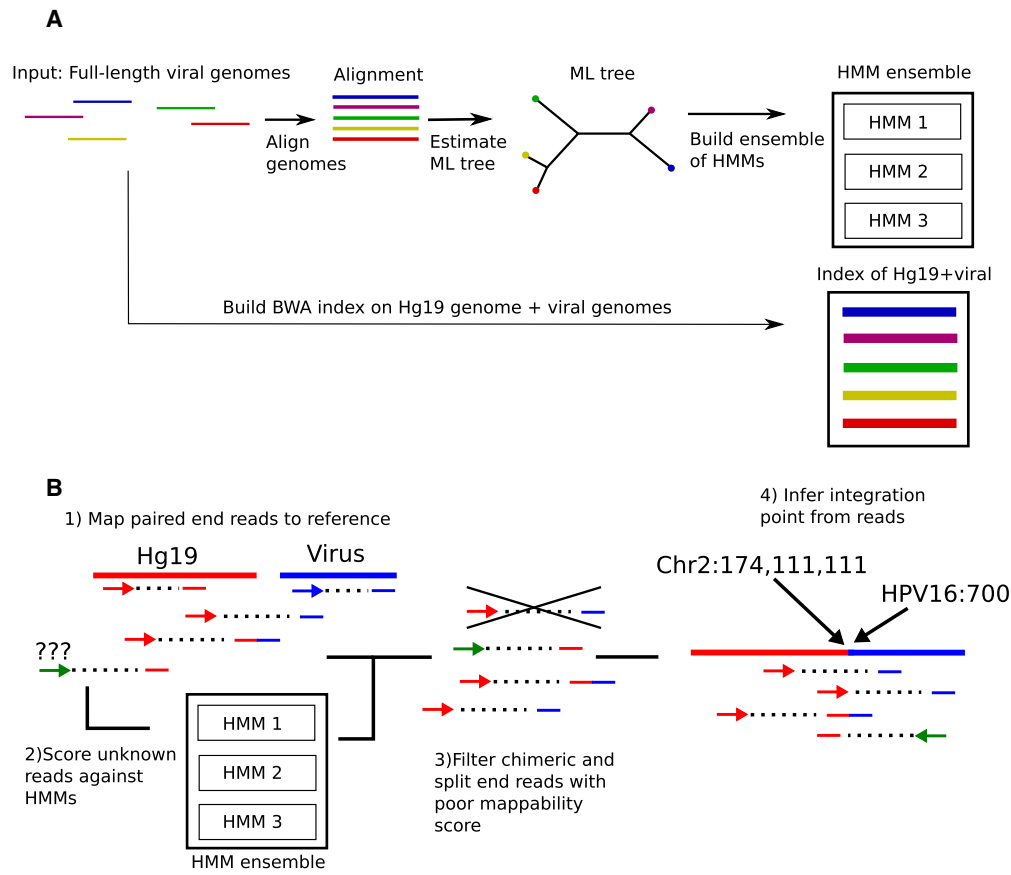 A
Input: Full-length viral genomes
Align
genomes
Alignment
Estimate
ML tree
ML tree
Build ensemble
of HMMs
HMM ensemble
HMM 1
HMM 2
HMM 3
Build BWA index on Hg19 genome + viral genomes
Index of Hg19+viral
B
1) Map paired end reads to reference
Hg19
Virus
???
2)Score unknown
reads against
HMMs
HMM 1
HMM 2
HMM 3
HMM ensemble
3)Filter chimeric and
split end reads with
poor mappability
score
4) Infer integration
point from reads
Chr2:174,111,111
HPV16:700